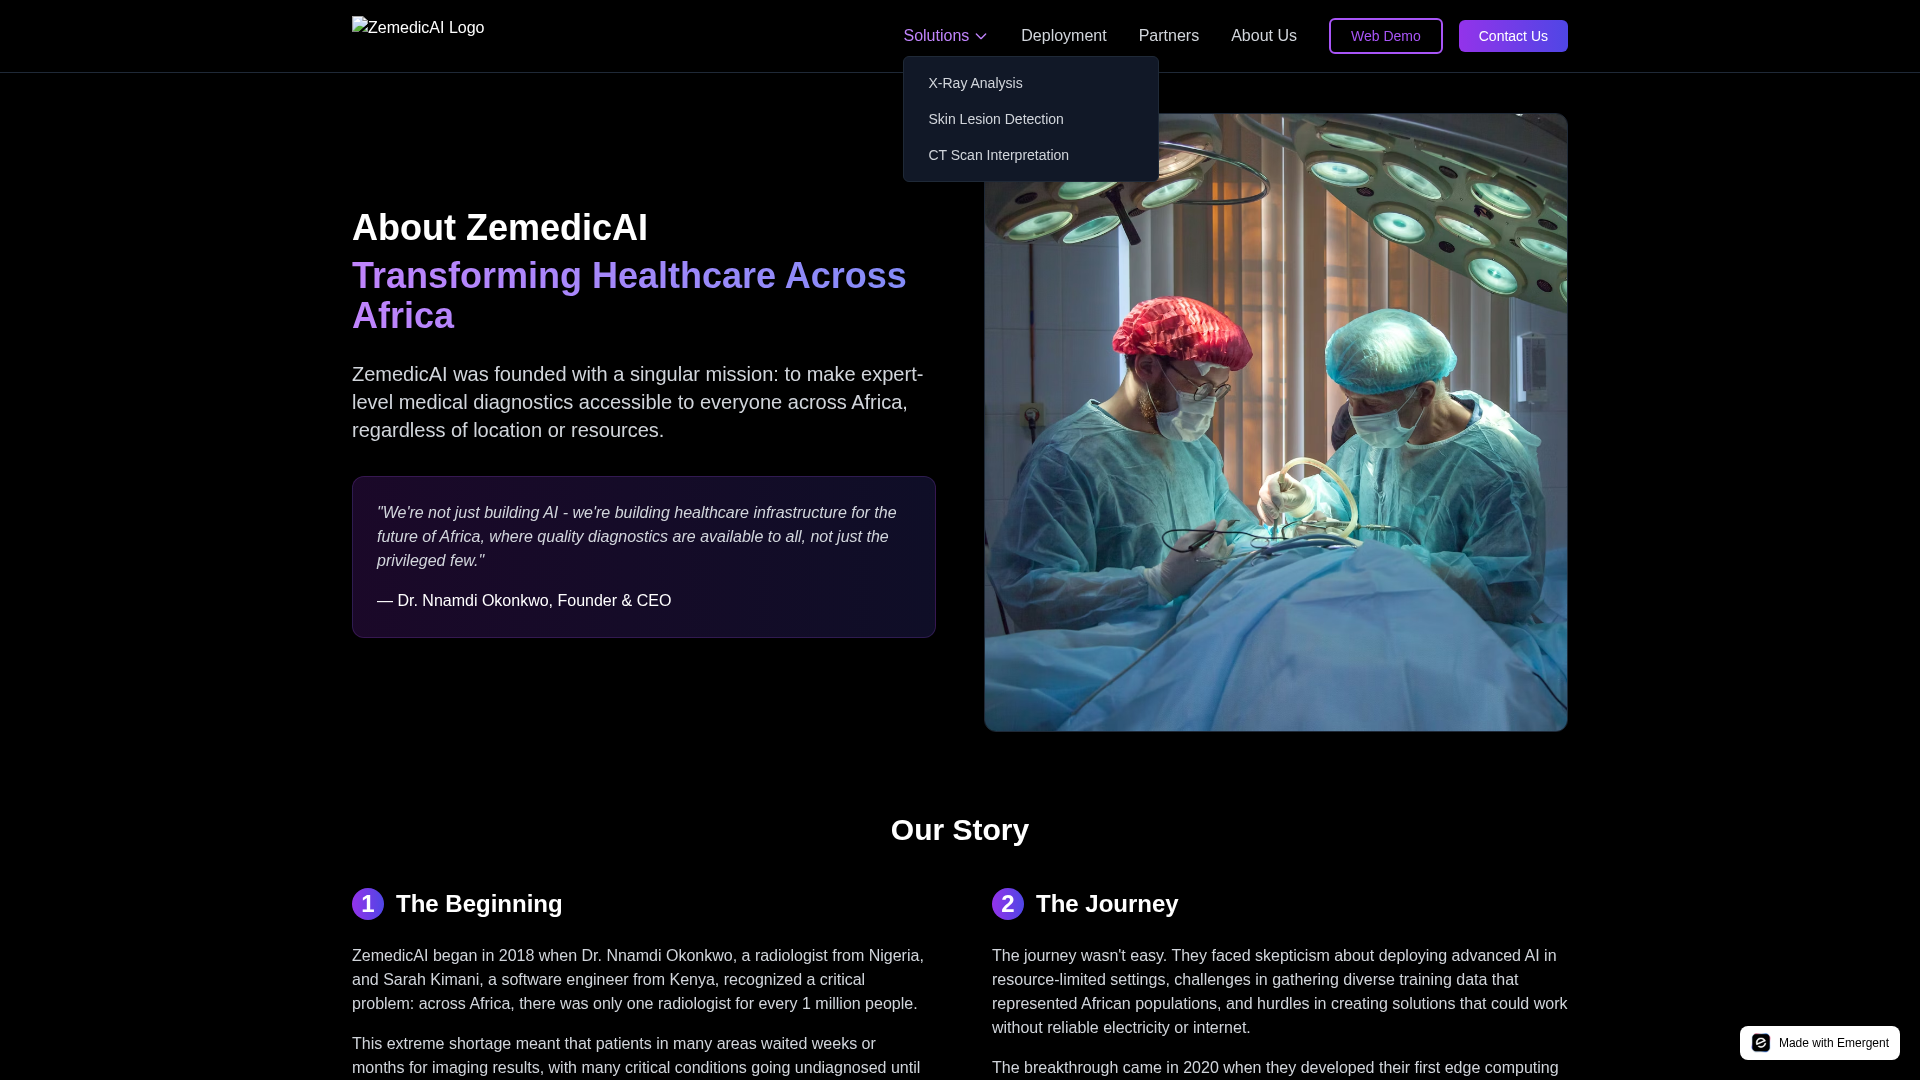 ZemedicAI Logo
Solutions
Deployment
Partners
About Us
Web Demo
Contact Us
X-Ray Analysis
Skin Lesion Detection
CT Scan Interpretation
About ZemedicAI
Transforming Healthcare Across
Africa
ZemedicAI was founded with a singular mission: to make expert-
level medical diagnostics accessible to everyone across Africa,
regardless of location or resources.
"We're not just building AI - we're building healthcare infrastructure for the
future of Africa, where quality diagnostics are available to all, not just the
privileged few."
— Dr. Nnamdi Okonkwo, Founder & CEO
Our Story
1 The Beginning
ZemedicAI began in 2018 when Dr. Nnamdi Okonkwo, a radiologist from Nigeria,
and Sarah Kimani, a software engineer from Kenya, recognized a critical
problem: across Africa, there was only one radiologist for every 1 million people.
This extreme shortage meant that patients in many areas waited weeks or
months for imaging results, with many critical conditions going undiagnosed until
2 The Journey
The journey wasn't easy. They faced skepticism about deploying advanced AI in
resource-limited settings, challenges in gathering diverse training data that
represented African populations, and hurdles in creating solutions that could work
without reliable electricity or internet.
The breakthrough came in 2020 when they developed their first edge computing
Made with Emergent